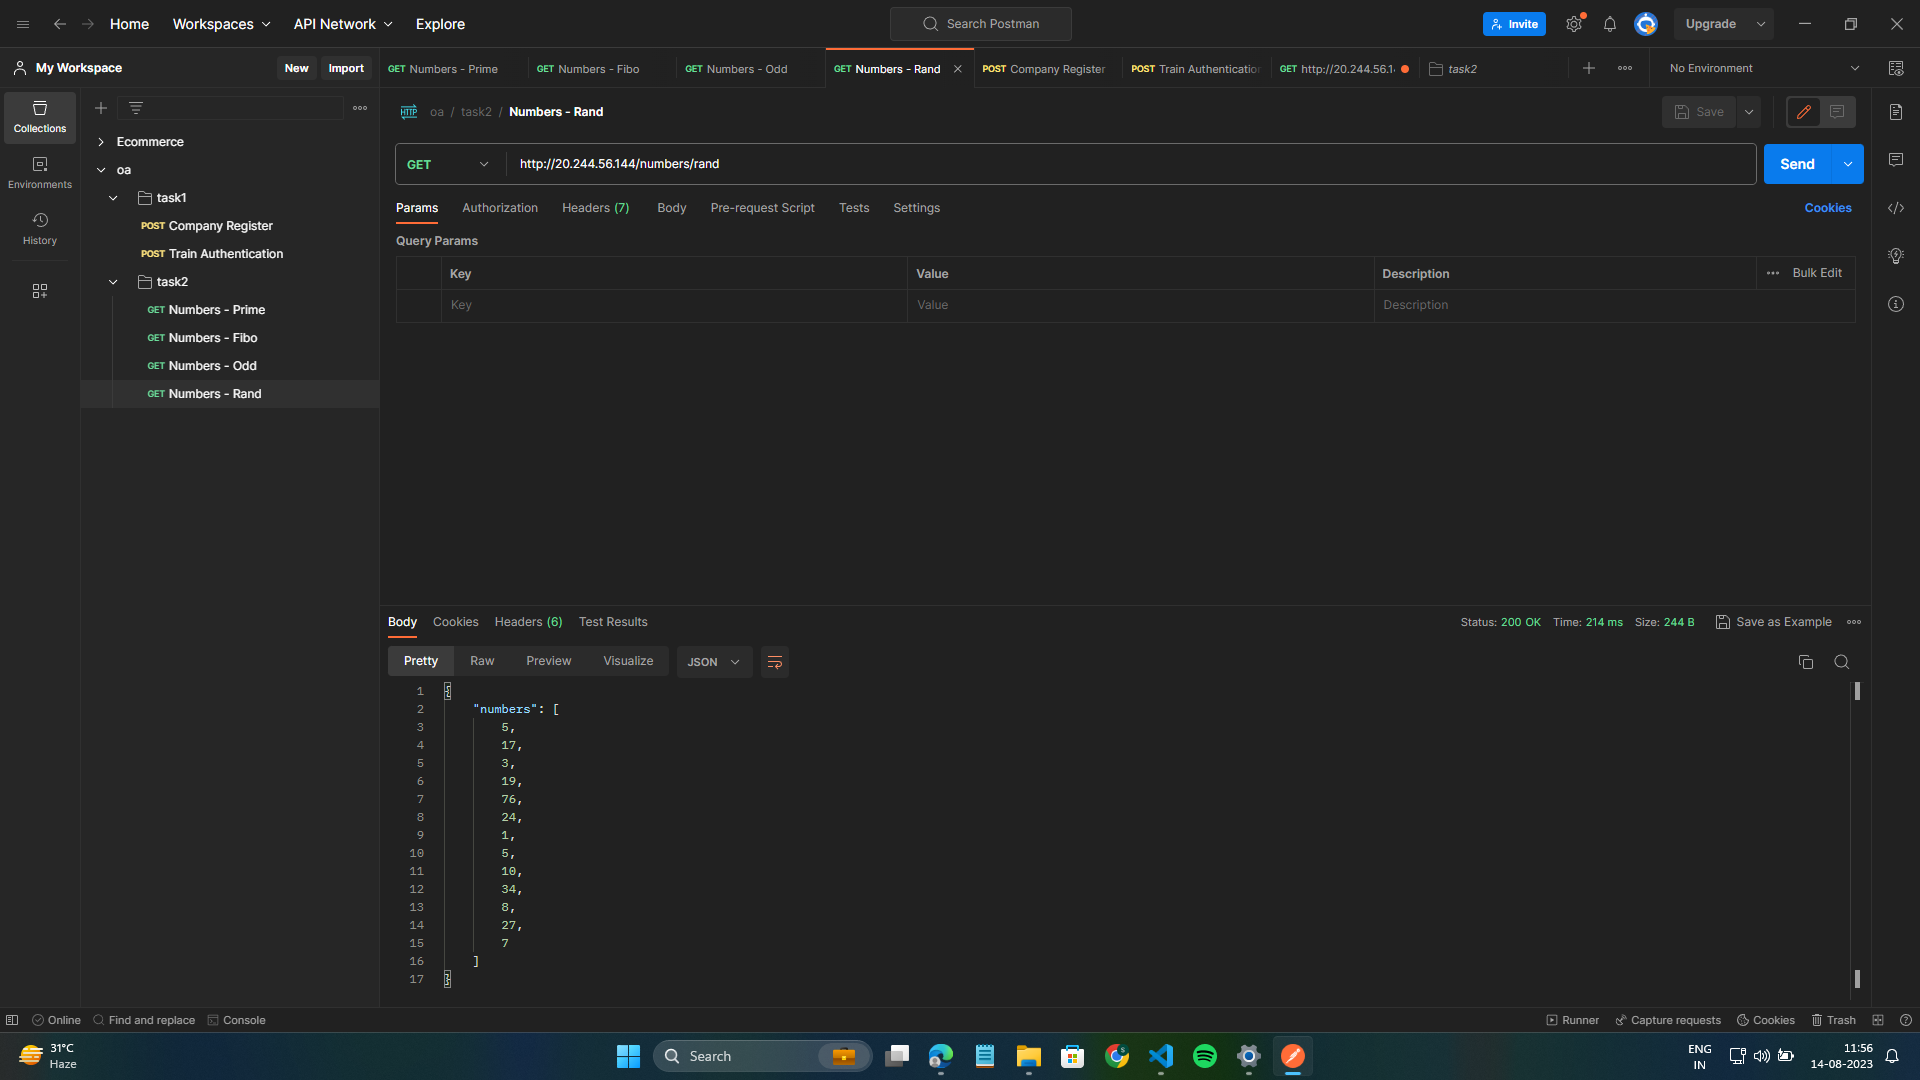 Home
Workspaces
API Network
Explore
Search Postman
Invite
Upgrade
My Workspace
New
Import
GET Numbers - Prime
GET Numbers - Fibo
GET Numbers - Odd
GET Numbers - Rand
POST Company Register
POST Train Authentication
GET http://20.244.56.1
task2
No Environment
Collections
Environments
History
Ecommerce
oa
task1
POST Company Register
POST Train Authentication
task2
GET Numbers - Prime
GET Numbers - Fibo
GET Numbers - Odd
GET Numbers - Rand
HTTP oa / task2 / Numbers - Rand
Save
GET http://20.244.56.144/numbers/rand
Send
Params Authorization Headers (7) Body Pre-request Script Tests Settings
Cookies
Query Params
Key Value Description Bulk Edit
Key Value Description
Body Cookies Headers (6) Test Results
Status: 200 OK Time: 214 ms Size: 244 B Save as Example
Pretty Raw Preview Visualize JSON
1 {
2 "numbers": [
3 5,
4 17,
5 3,
6 19,
7 76,
8 24,
9 1,
10 5,
11 10,
12 34,
13 8,
14 27,
15 7
16 ]
17 }
Online Find and replace Console
Runner Capture requests Cookies Trash
31°C
Haze
Search
ENG
IN
11:56
14-08-2023